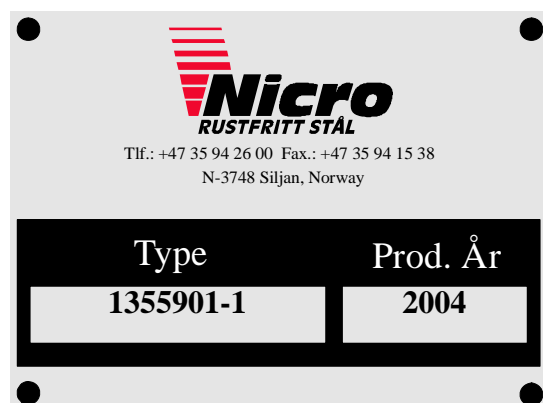 Nicro
RUSTFRITT STÅL
Tlf.: +47 35 94 26 00 Fax.: +47 35 94 15 38
N-3748 Siljan, Norway
Type Prod. År
1355901-1 2004